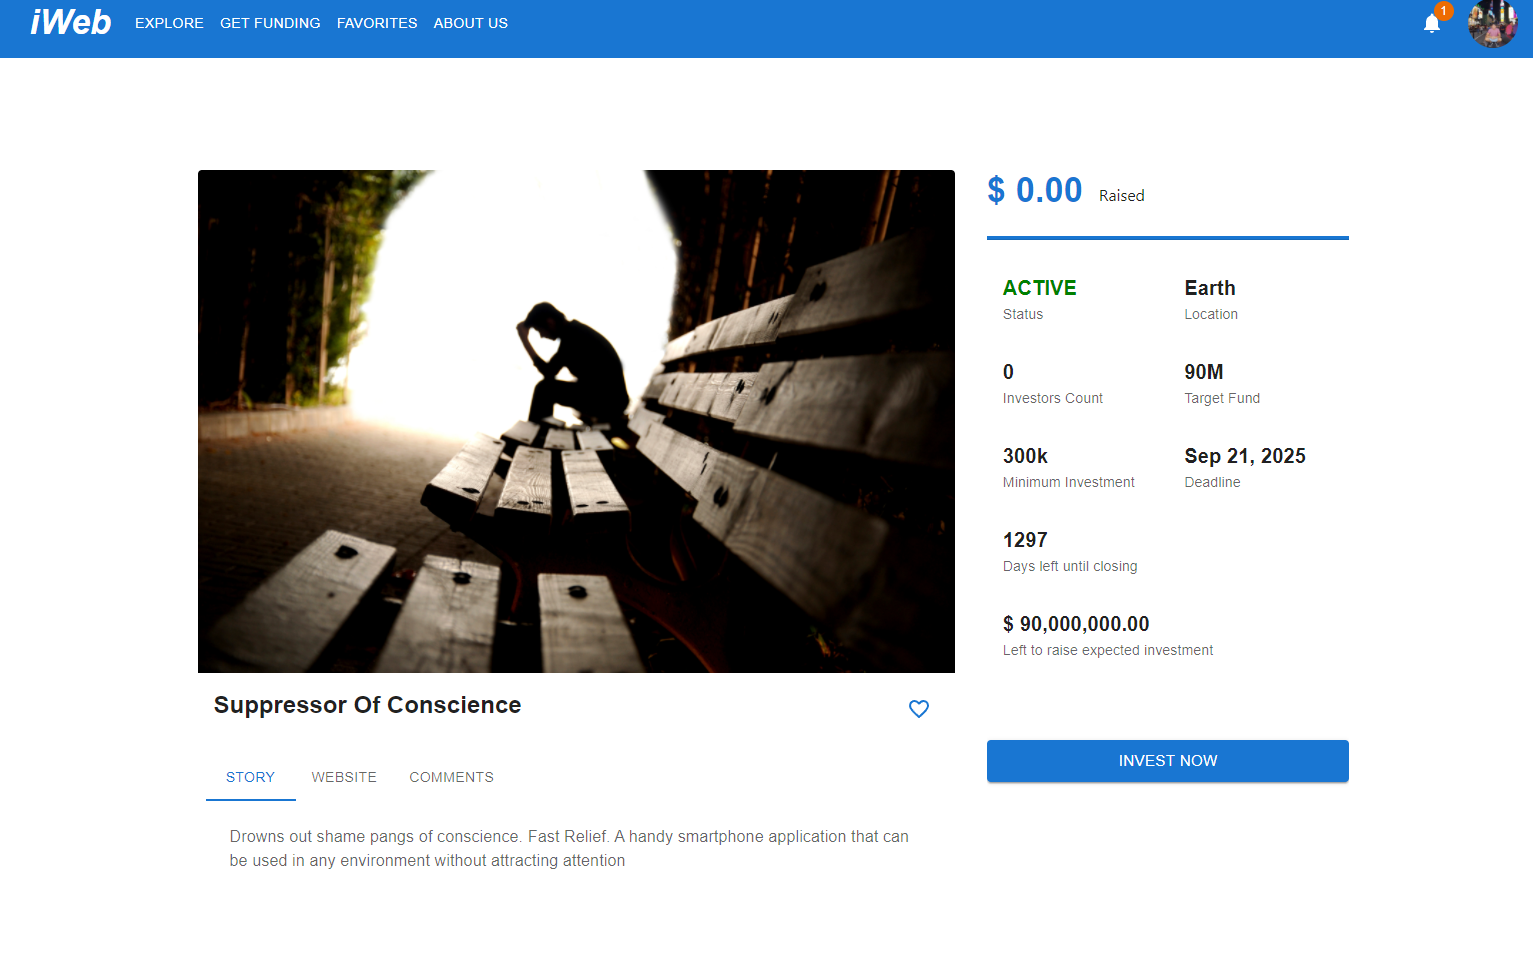 iWeb EXPLORE GET FUNDING FAVORITES ABOUT US 1
$ 0.00 Raised
ACTIVE Earth
Status Location
0 90M
Investors Count Target Fund
300k Sep 21, 2025
Minimum Investment Deadline
1297
Days left until closing
$ 90,000,000.00
Left to raise expected investment
INVEST NOW
Suppressor Of Conscience
STORY WEBSITE COMMENTS
Drowns out shame pangs of conscience. Fast Relief. A handy smartphone application that can
be used in any environment without attracting attention